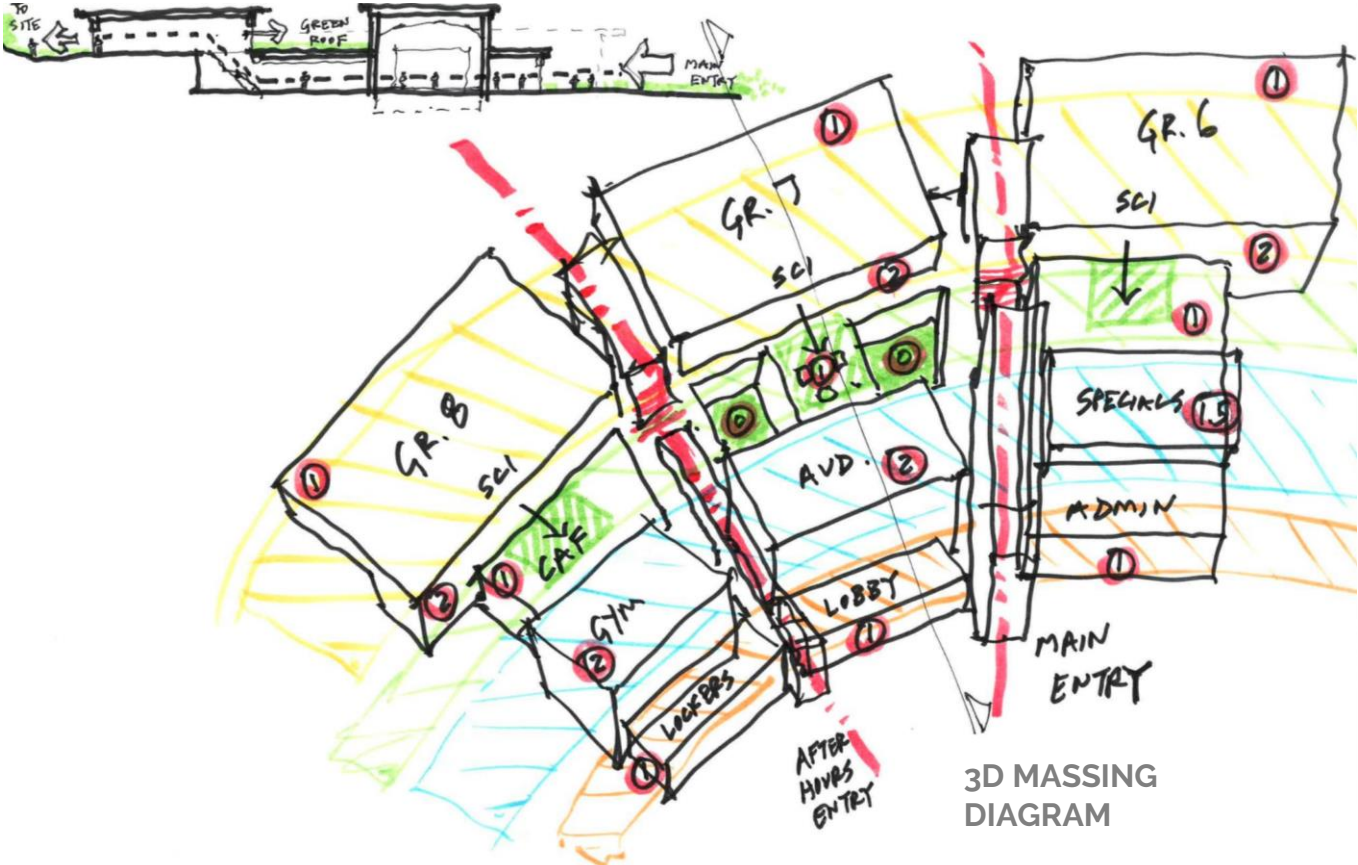 TO
SITE
GREEN
ROOF
MAIN
ENTRY
1
GR. 6
SCI
2
1
GR. 7
SCI
2
1
GR. 8
SCI
2
1
0
1
0
SPECIALS 1.5
AUD. 2
ADMIN
1
CAF
1
GYM
2
LOBBY
1
LOCKERS
1
MAIN
ENTRY
AFTER
HOURS
ENTRY
3D MASSING
DIAGRAM